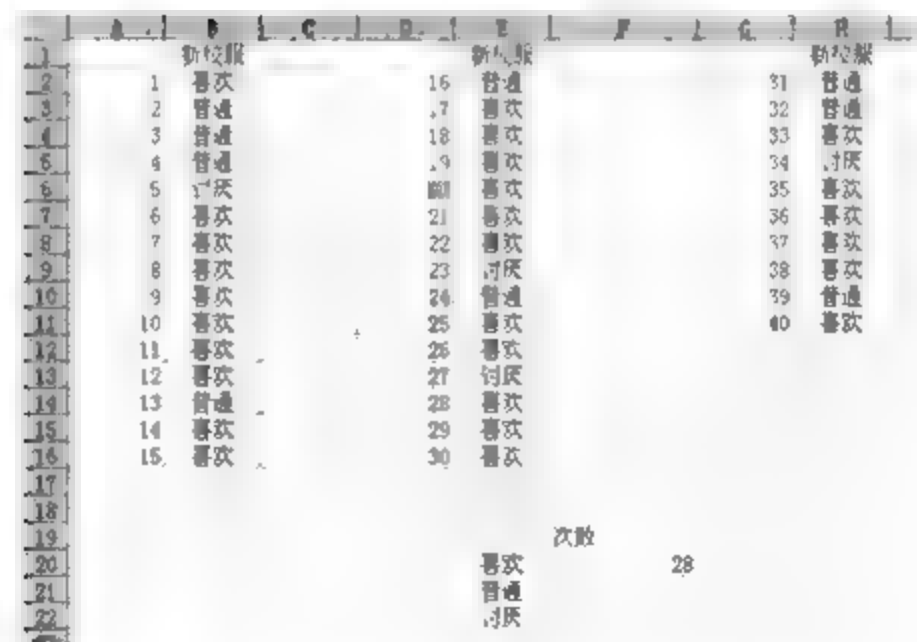 A B C D E F G H
1 新校服 新校服 新校服
2 1 喜欢 16 普通 31 普通
3 2 普通 17 喜欢 32 普通
4 3 普通 18 喜欢 33 喜欢
5 4 普通 19 喜欢 34 讨厌
6 5 讨厌 喜欢 35 喜欢
7 6 喜欢 21 喜欢 36 喜欢
8 7 喜欢 22 喜欢 37 喜欢
9 8 喜欢 23 讨厌 38 喜欢
10 9 喜欢 24 普通 39 普通
11 10 喜欢 25 喜欢 40 喜欢
12 11 喜欢 26 喜欢
13 12 喜欢 27 讨厌
14 13 普通 28 喜欢
15 14 喜欢 29 喜欢
16 15 喜欢 30 喜欢
17
18
19 次数
20 喜欢 28
21 普通
22 讨厌